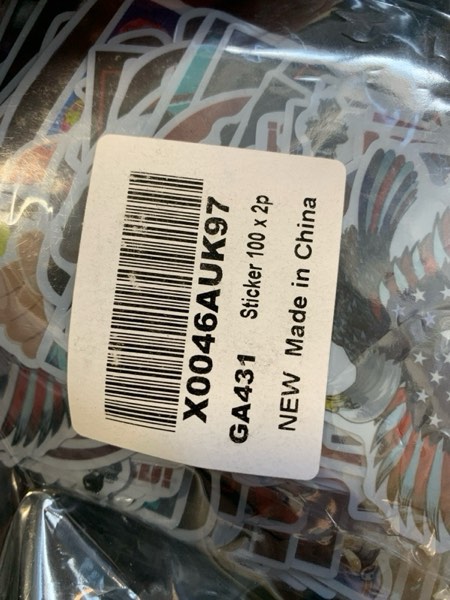 X0046AUK97
GA431 Sticker 100 x 2p
NEW Made in China